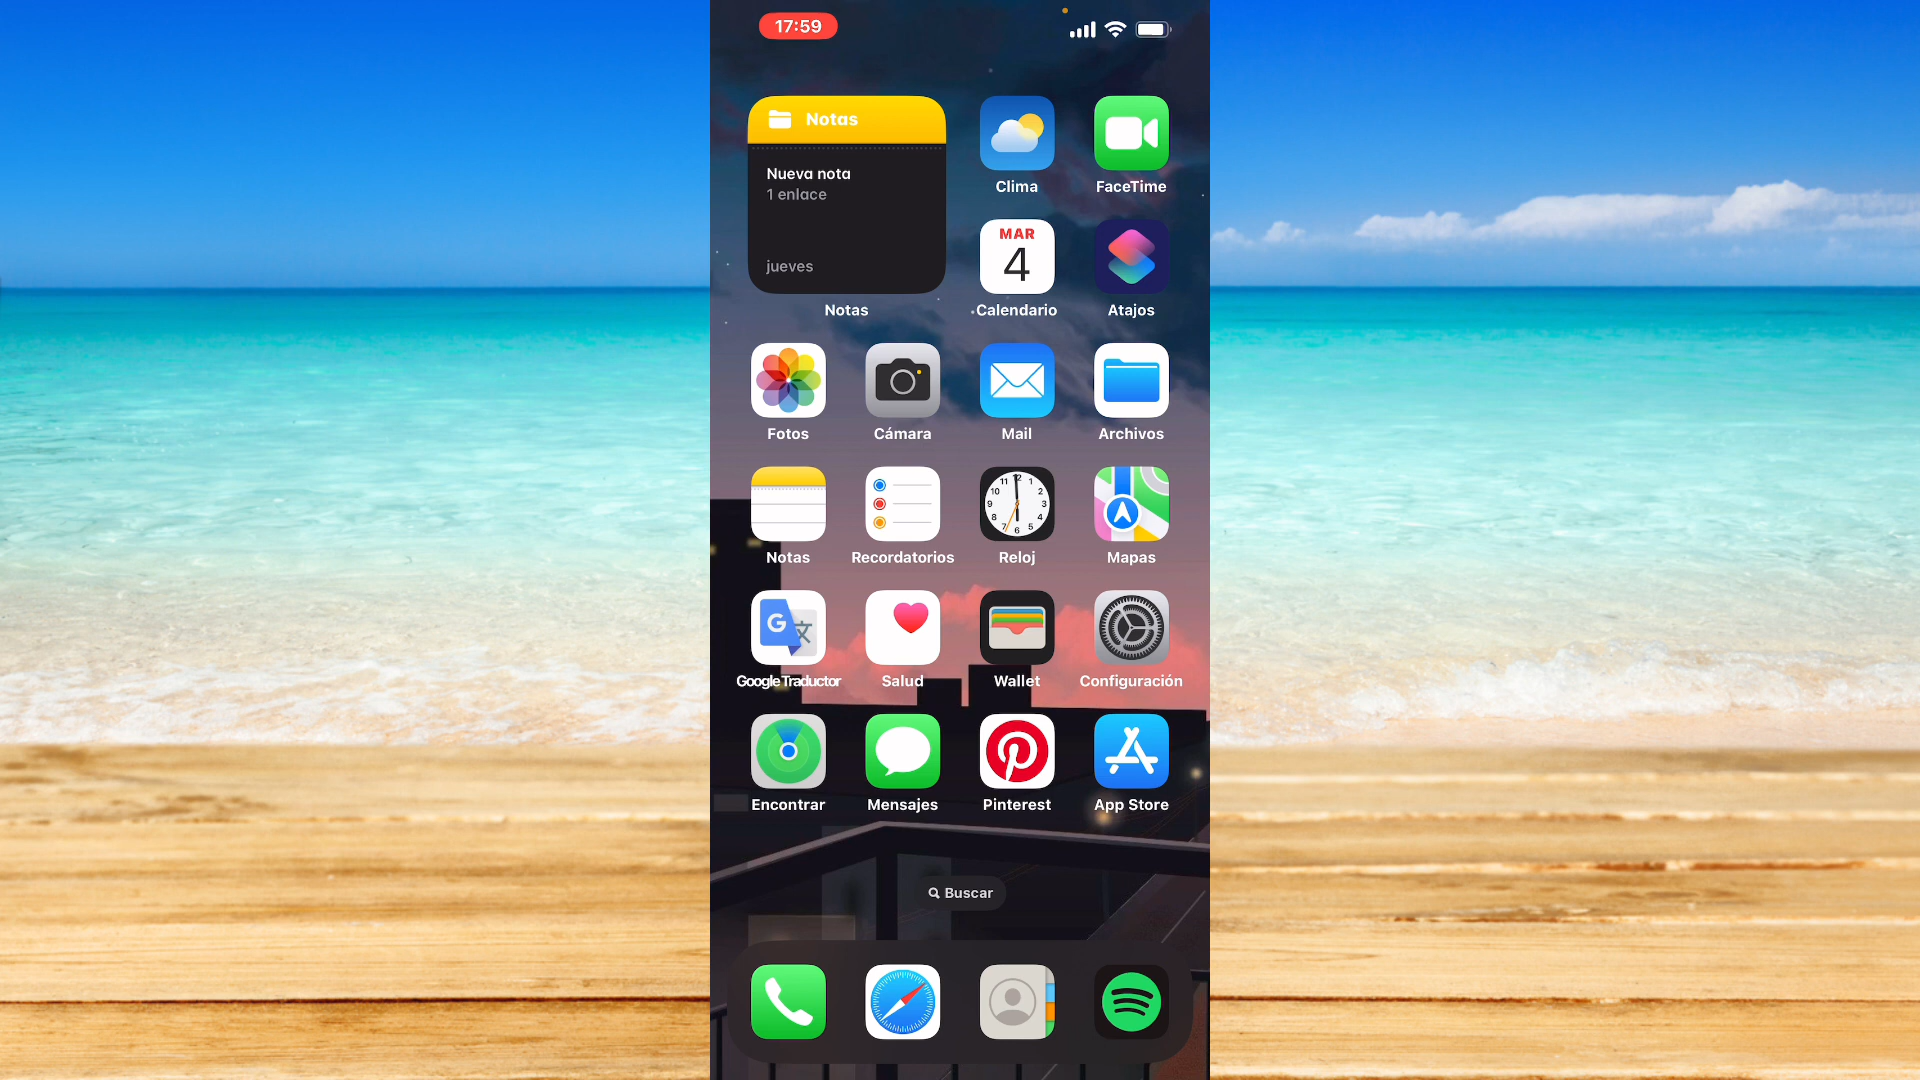 17:59
Notas
Nueva nota
1 enlace
jueves
Notas
Clima
FaceTime
MAR
4
Calendario
Atajos
Fotos
Cámara
Mail
Archivos
Notas
Recordatorios
Reloj
Mapas
Google Traductor
Salud
Wallet
Configuración
Encontrar
Mensajes
Pinterest
App Store
Buscar